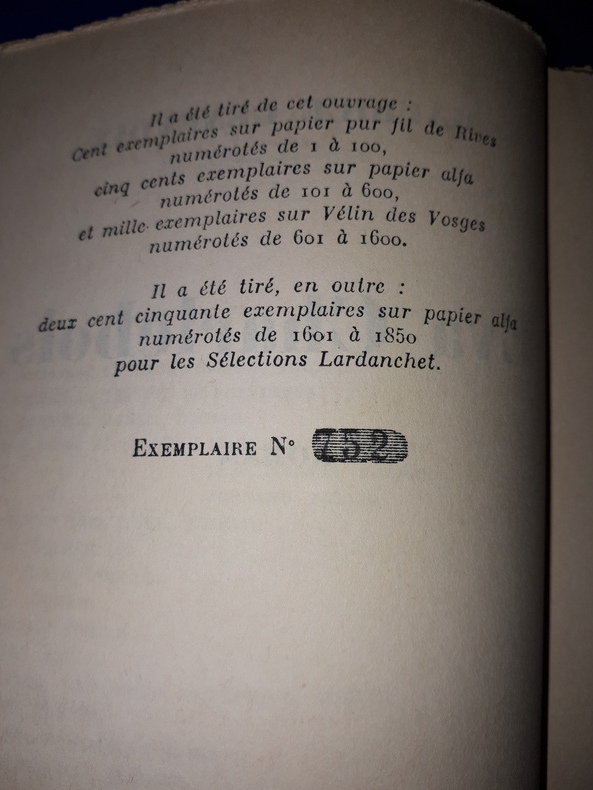 Il a été tiré de cet ouvrage :
Cent exemplaires sur papier pur fil de Rives
numérotés de 1 à 100,
cinq cents exemplaires sur papier alfa
numérotés de 101 à 600,
et mille exemplaires sur Vélin des Vosges
numérotés de 601 à 1600.
Il a été tiré, en outre :
deux cent cinquante exemplaires sur papier alfa
numérotés de 1601 à 1850
pour les Sélections Lardanchet.
EXEMPLAIRE N° 752